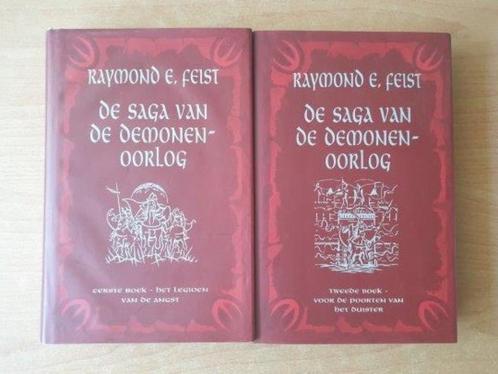 RAYMOND E. FEIST
DE SAGA VAN
DE DEMONEN-
OORLOG
EERSTE BOEK - HET LEGIOEN
VAN DE ANGST
RAYMOND E. FEIST
DE SAGA VAN
DE DEMONEN-
OORLOG
TWEEDE BOEK -
VOOR DE POORTEN VAN
HET DUISTER